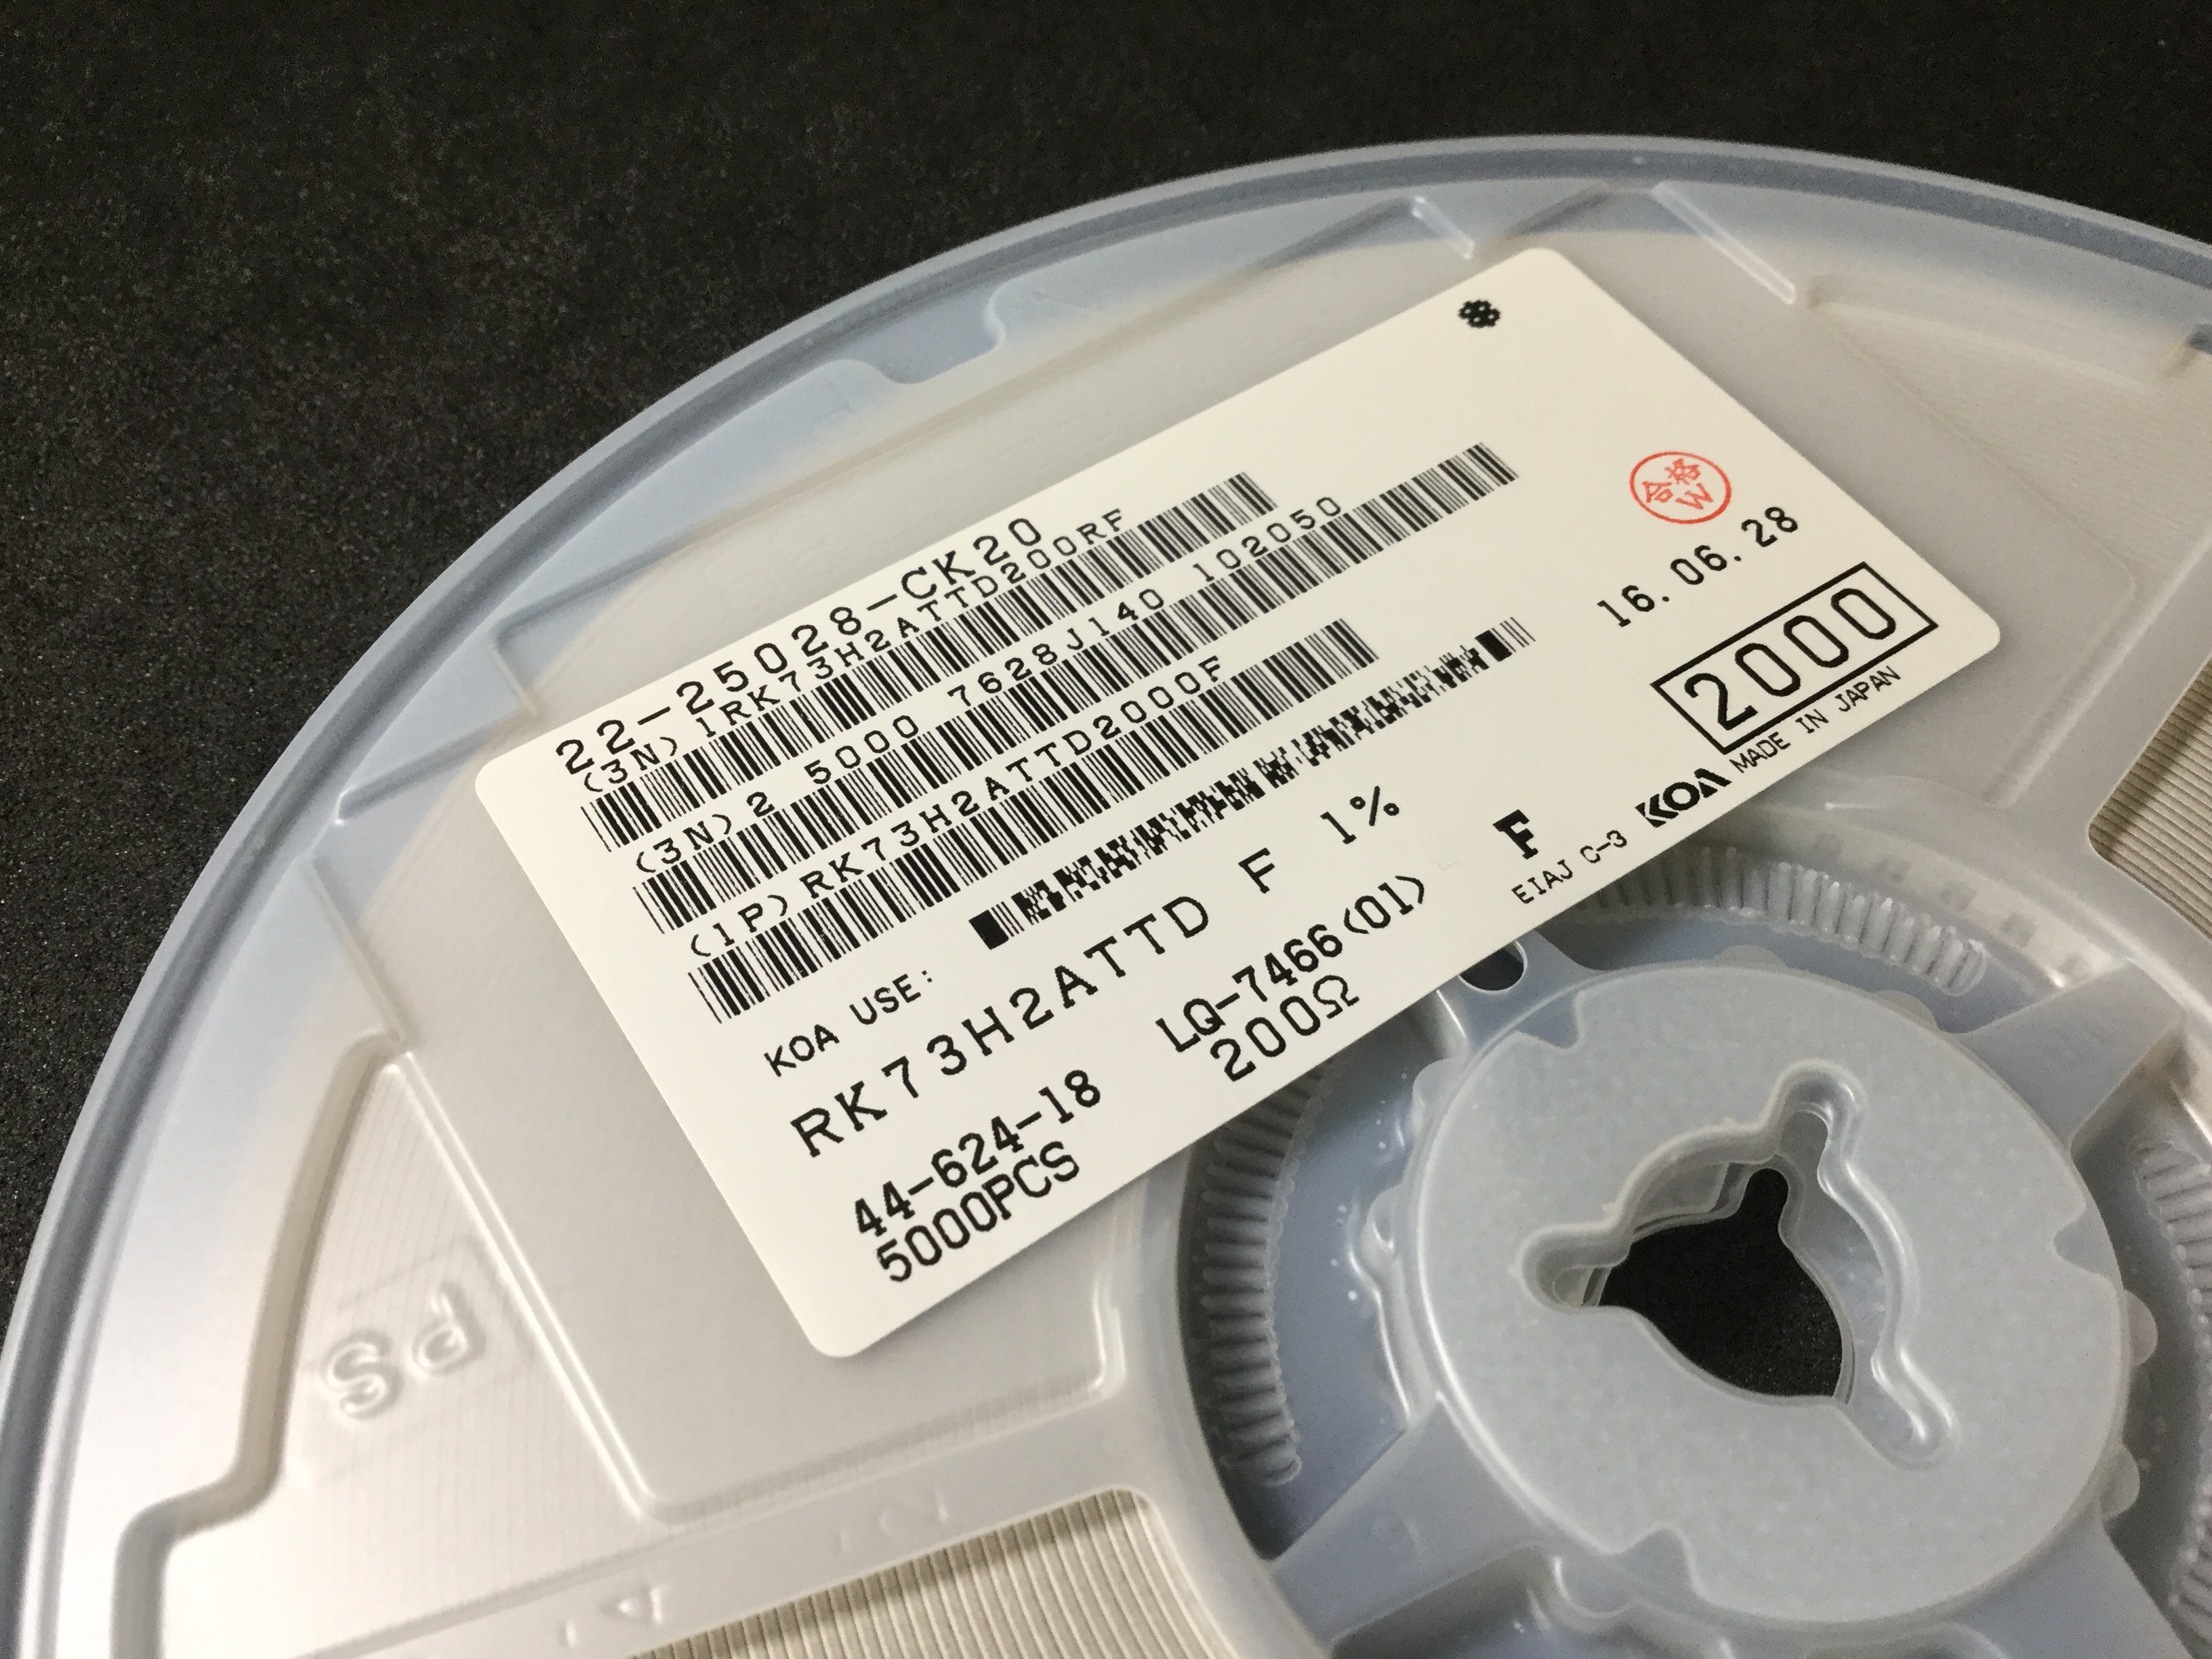 22-25028-CK20
(3N)1RK73H2ATTD200RF
(3N)2 5000 7628J140 102050
(1P)RK73H2ATTD2000F
KOA USE:
RK73H2ATTD F 1%
44-624-18 LQ-7466(01) F
5000PCS 200Ω EIAJ C-3 KOA MADE IN JAPAN
合格
W
16.06.28
2000
PS